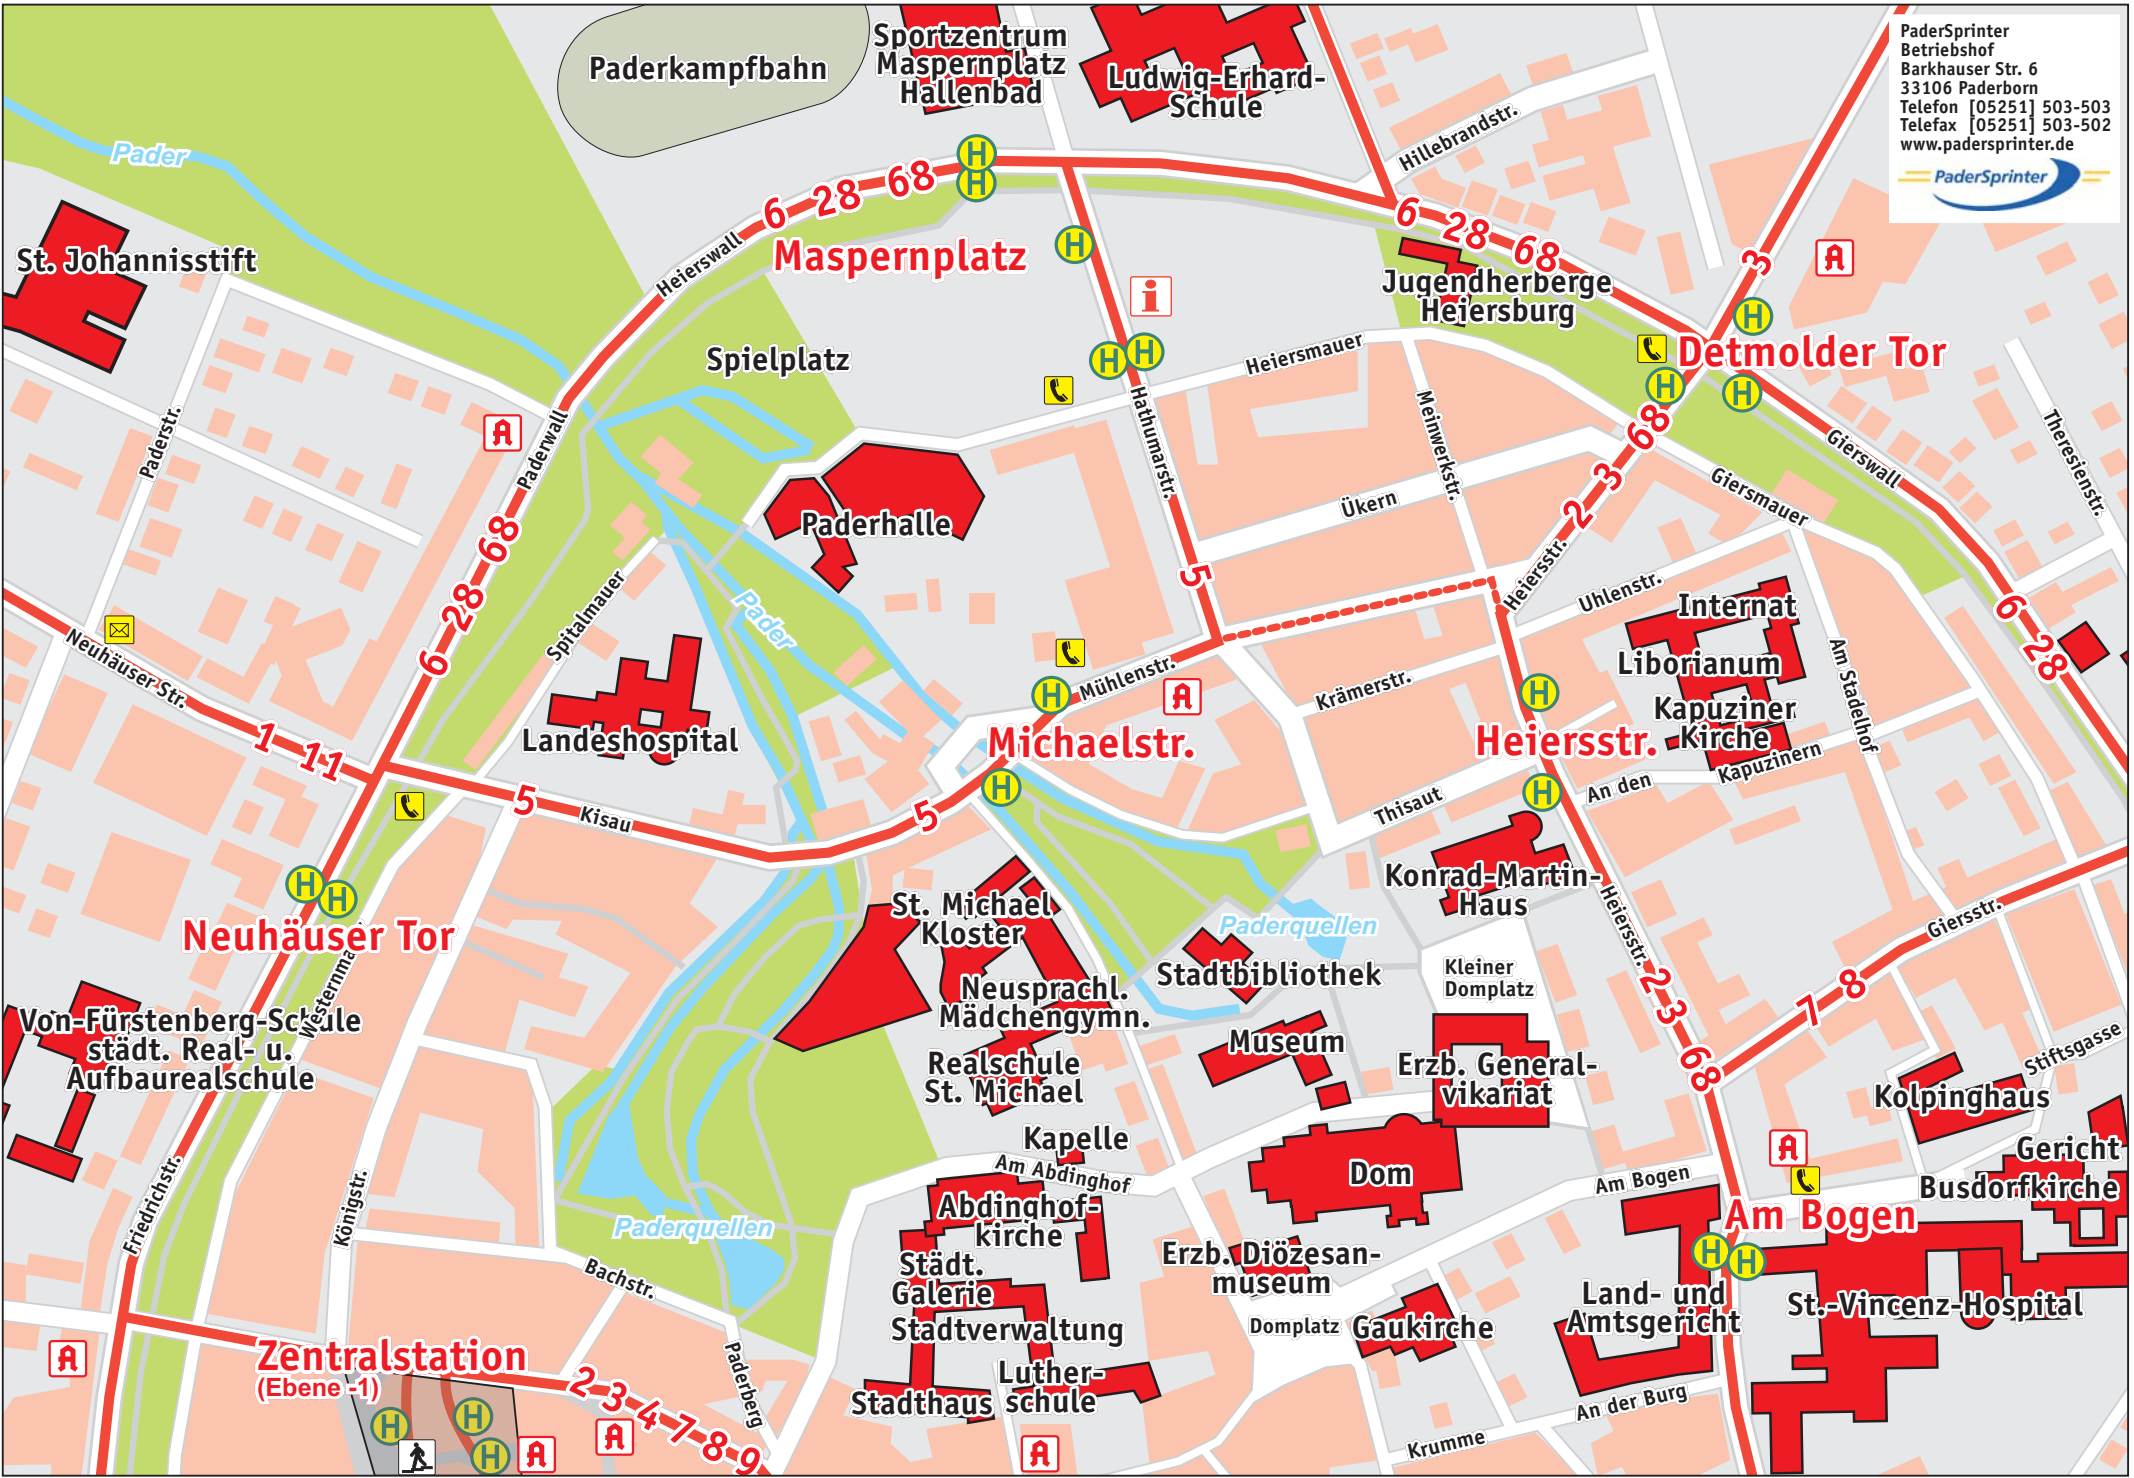 PaderSprinter
Betriebshof
Barkhauser Str. 6
33106 Paderborn
Telefon [05251] 503-503
Telefax [05251] 503-502
www.padersprinter.de
PaderSprinter
Paderkampfbahn
Sportzentrum
Maspernplatz
Hallenbad
Ludwig-Erhard-
Schule
Hillebrandstr.
Pader
H
H
6 28 68
Heierswall
Maspernplatz
H
6 28 68
3
A
St. Johannisstift
i
Jugendherberge
Heiersburg
H
Detmolder Tor
H
H
Spielplatz
H H
Heiersmauer
Hathumarstr.
Meinwerkstr.
68
3
2
Gierswall
Theresienstr.
Giersmauer
Paderstr.
A
Paderwall
Paderhalle
Ükern
68
28
6
5
Heiersstr.
Uhlenstr.
Internat
Liborianum
Kapuziner
Kirche
Am Stadelhof
6
28
Neuhäuser Str.
Spitalmauer
Pader
Landeshospital
H
Mühlenstr.
A
Krämerstr.
H
1 11
Michaelstr.
Heiersstr.
An den
Kapuzinern
H
H
5
Kisau
5
Thisaut
H H
Neuhäuser Tor
St. Michael
Kloster
Konrad-Martin-
Haus
Heiersstr.
Giersstr.
Paderquellen
Stadtbibliothek
Kleiner
Domplatz
2
3
68
7 8
Neusprachl.
Mädchengymn.
Von-Fürstenberg-Schule
städt. Real- u.
Aufbaurealschule
Museum
Erzb. General-
vikariat
Stiftsgasse
Realschule
St. Michael
Kolpinghaus
Kapelle
Am Abdinghof
Dom
Am Bogen
A
Gericht
Busdorfkirche
Friedrichstr.
Königstr.
Abdinghof-
kirche
Am Bogen
Paderquellen
Bachstr.
Städt.
Galerie
Erzb. Diözesan-
museum
H H
Land- und
Amtsgericht
St.-Vincenz-Hospital
Stadtverwaltung
Domplatz
Gaukirche
A
Zentralstation
(Ebene -1)
2 3 4 7 8 9
Paderberg
Luther-
schule
Stadthaus
An der Burg
H
H
H
A
A
A
Krumme